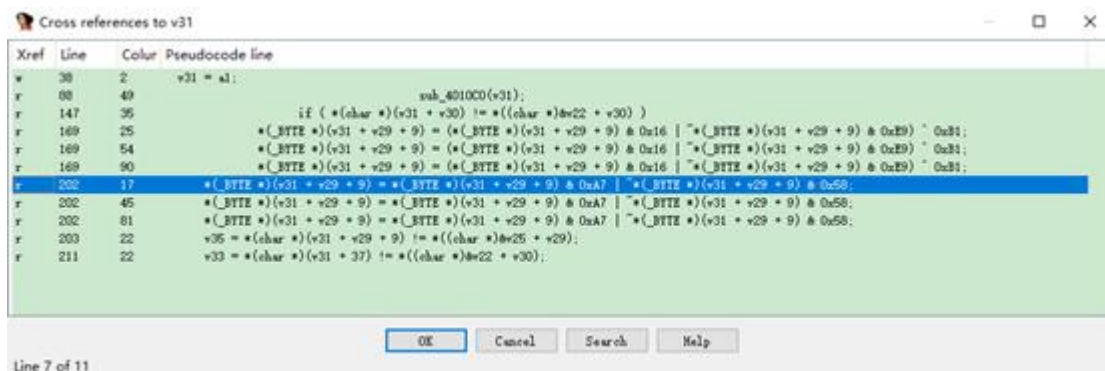 Cross references to v31
Xref Line Colur Pseudocode line
w 38 2 v31 = a1;
r 88 49 sub_4010C0(v31);
r 147 35 if ( *(char *)(v31 + v30) != *((char *)&v22 + v30) )
r 169 25 *(_BYTE *)(v31 + v29 + 9) = (*(_BYTE *)(v31 + v29 + 9) & 0x16 | ~*(_BYTE *)(v31 + v29 + 9) & 0xE9) ^ 0xB1;
r 169 54 *(_BYTE *)(v31 + v29 + 9) = (*(_BYTE *)(v31 + v29 + 9) & 0x16 | ~*(_BYTE *)(v31 + v29 + 9) & 0xE9) ^ 0xB1;
r 169 90 *(_BYTE *)(v31 + v29 + 9) = (*(_BYTE *)(v31 + v29 + 9) & 0x16 | ~*(_BYTE *)(v31 + v29 + 9) & 0xE9) ^ 0xB1;
r 202 17 *(_BYTE *)(v31 + v29 + 9) = *(_BYTE *)(v31 + v29 + 9) & 0xA7 | ~*(_BYTE *)(v31 + v29 + 9) & 0x58;
r 202 45 *(_BYTE *)(v31 + v29 + 9) = *(_BYTE *)(v31 + v29 + 9) & 0xA7 | ~*(_BYTE *)(v31 + v29 + 9) & 0x58;
r 202 81 *(_BYTE *)(v31 + v29 + 9) = *(_BYTE *)(v31 + v29 + 9) & 0xA7 | ~*(_BYTE *)(v31 + v29 + 9) & 0x58;
r 203 22 v35 = *(char *)(v31 + v29 + 9) != *((char *)&v25 + v29);
r 211 22 v33 = *(char *)(v31 + 37) != *((char *)&v22 + v30);
OK Cancel Search Help
Line 7 of 11